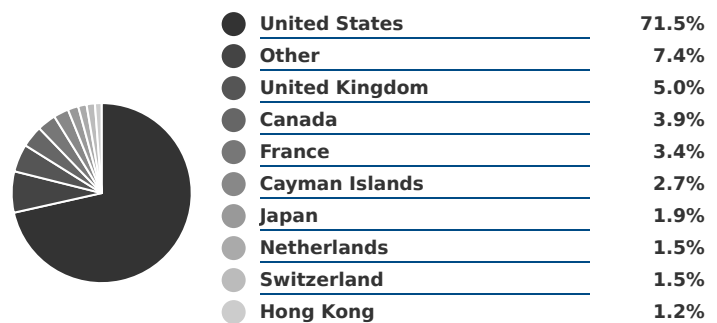 United States 71.5%
Other 7.4%
United Kingdom 5.0%
Canada 3.9%
France 3.4%
Cayman Islands 2.7%
Japan 1.9%
Netherlands 1.5%
Switzerland 1.5%
Hong Kong 1.2%